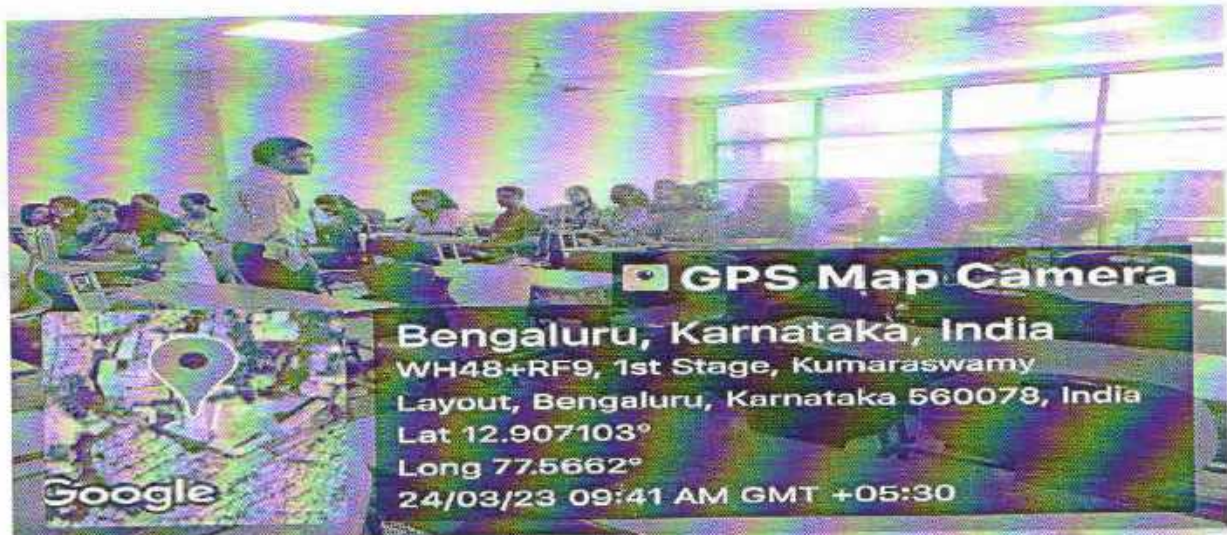 GPS Map Camera
Bengaluru, Karnataka, India
WH48+RF9, 1st Stage, Kumaraswamy
Layout, Bengaluru, Karnataka 560078, India
Lat 12.907103°
Long 77.5662°
24/03/23 09:41 AM GMT +05:30
Google